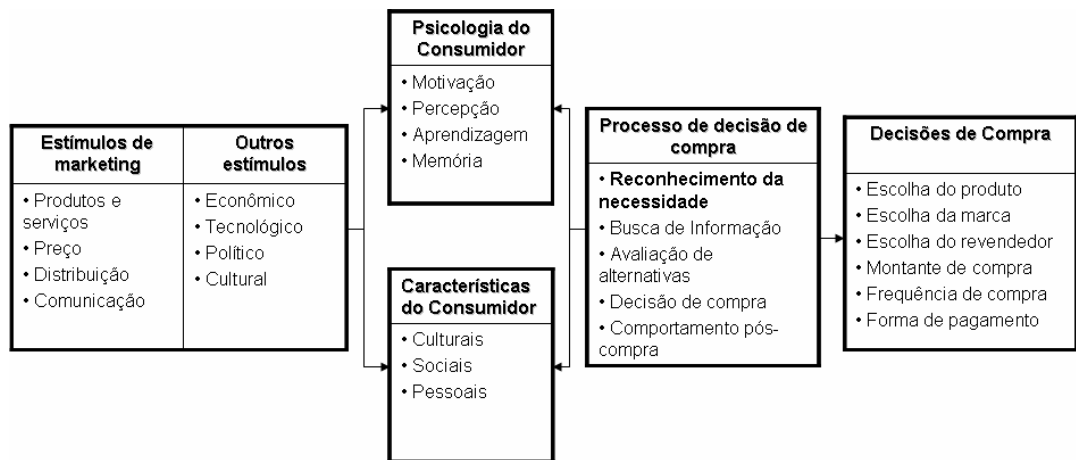 Estímulos de
marketing
• Produtos e
serviços
• Preço
• Distribuição
• Comunicação
Outros
estímulos
• Econômico
• Tecnológico
• Político
• Cultural
Psicologia do
Consumidor
• Motivação
• Percepção
• Aprendizagem
• Memória
Características
do Consumidor
• Culturais
• Sociais
• Pessoais
Processo de decisão de
compra
• Reconhecimento da
necessidade
• Busca de Informação
• Avaliação de
alternativas
• Decisão de compra
• Comportamento pós-
compra
Decisões de Compra
• Escolha do produto
• Escolha da marca
• Escolha do revendedor
• Montante de compra
• Frequência de compra
• Forma de pagamento